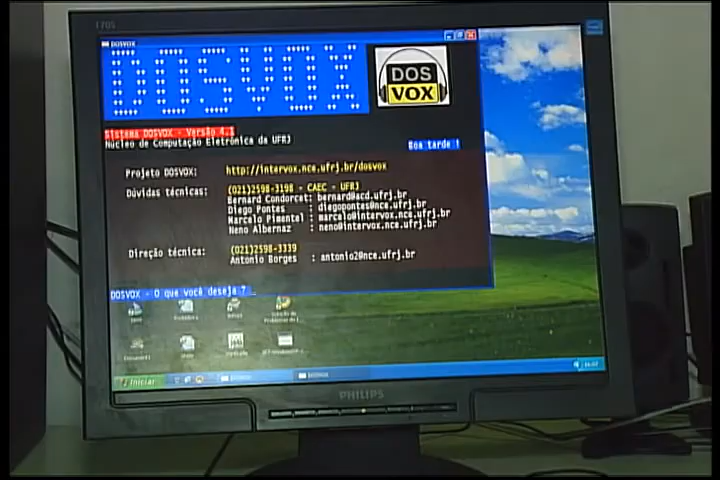 170S
DOSVOX
DOSVOX
DOS
VOX
Sistema DOSVOX - Versão 4.1
Núcleo de Computação Eletrônica da UFRJ
Boa tarde !
Projeto DOSVOX: http://intervox.nce.ufrj.br/dosvox
Dúvidas técnicas: (021)2598-3198 - CAEC - UFRJ
Bernard Condorcet: bernard@acd.ufrj.br
Diego Pontes : diegopontes@nce.ufrj.br
Marcelo Pimentel : marcelo@intervox.nce.ufrj.br
Neno Albernaz : neno@intervox.nce.ufrj.br
Direção técnica: (021)2598-3339
Antonio Borges : antonio2@nce.ufrj.br
DOSVOX - O que você deseja ?
Iniciar
DOSVOX
PHILIPS